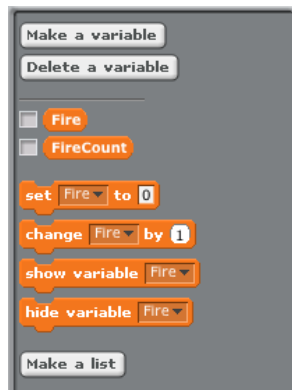 Make a variable
Delete a variable
Fire
FireCount
set Fire to 0
change Fire by 1
show variable Fire
hide variable Fire
Make a list